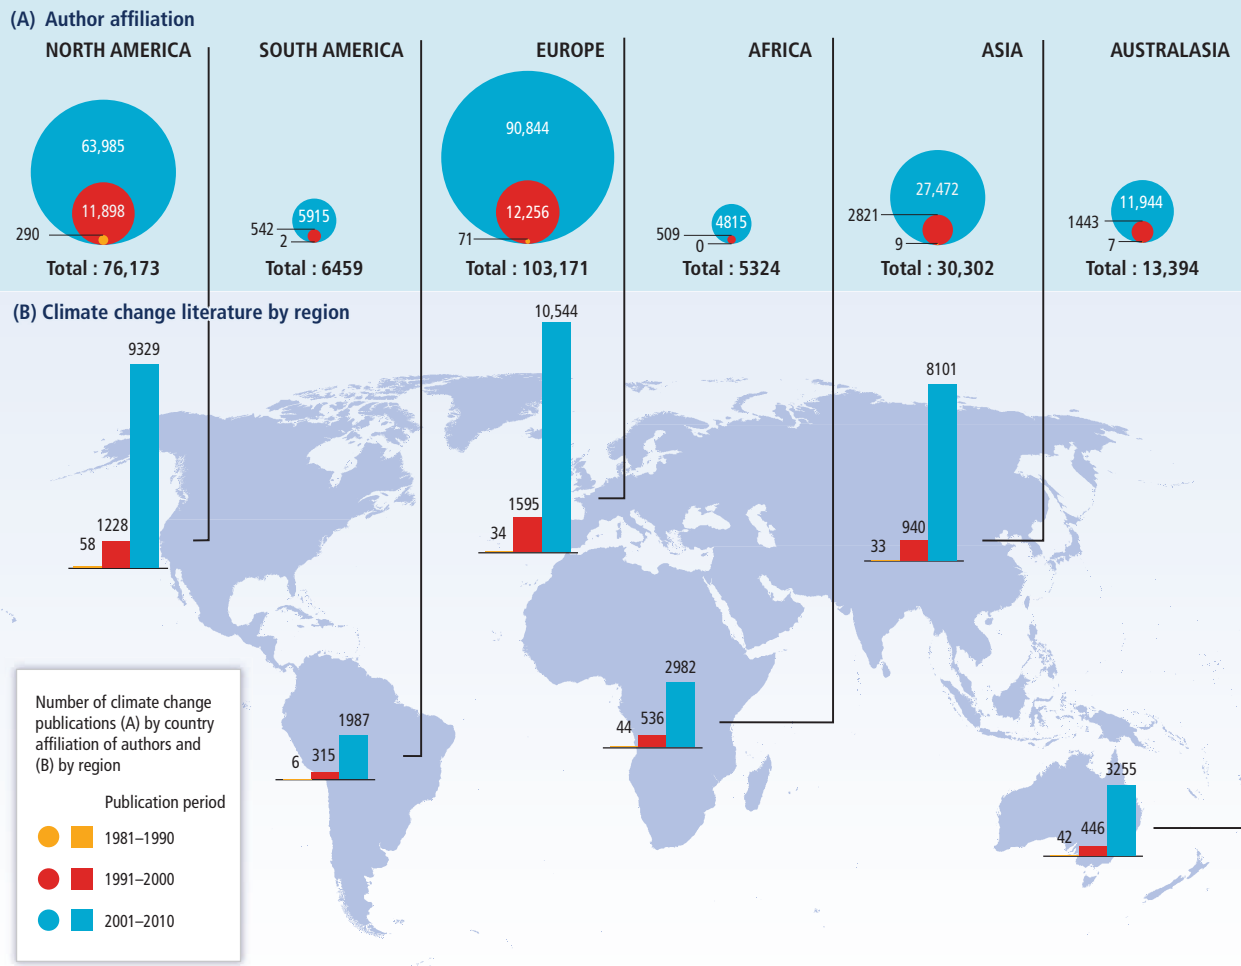 (A) Author affiliation
NORTH AMERICA
SOUTH AMERICA
EUROPE
AFRICA
ASIA
AUSTRALASIA
63,985
11,898
290
Total : 76,173
5915
542
2
Total : 6459
90,844
12,256
71
Total : 103,171
4815
509
0
Total : 5324
27,472
2821
9
Total : 30,302
11,944
1443
7
Total : 13,394
(B) Climate change literature by region
58
1228
9329
34
1595
10,544
33
940
8101
6
315
1987
44
536
2982
42
446
3255
Number of climate change
publications (A) by country
affiliation of authors and
(B) by region
Publication period
1981–1990
1991–2000
2001–2010